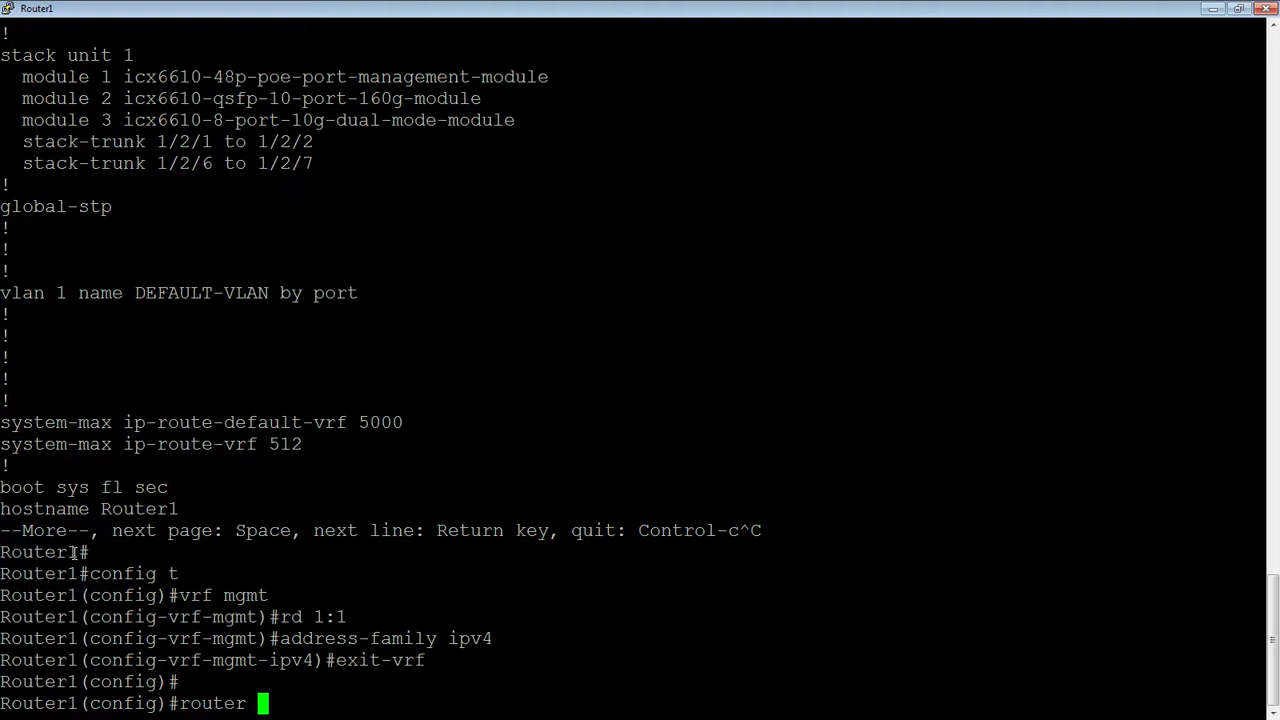 Router1
!
stack unit 1
  module 1 icx6610-48p-poe-port-management-module
  module 2 icx6610-qsfp-10-port-160g-module
  module 3 icx6610-8-port-10g-dual-mode-module
  stack-trunk 1/2/1 to 1/2/2
  stack-trunk 1/2/6 to 1/2/7
!
global-stp
!
!
!
vlan 1 name DEFAULT-VLAN by port
!
!
!
!
!
system-max ip-route-default-vrf 5000
system-max ip-route-vrf 512
!
boot sys fl sec
hostname Router1
--More--, next page: Space, next line: Return key, quit: Control-c^C
Router1#
Router1#config t
Router1(config)#vrf mgmt
Router1(config-vrf-mgmt)#rd 1:1
Router1(config-vrf-mgmt)#address-family ipv4
Router1(config-vrf-mgmt-ipv4)#exit-vrf
Router1(config)#
Router1(config)#router